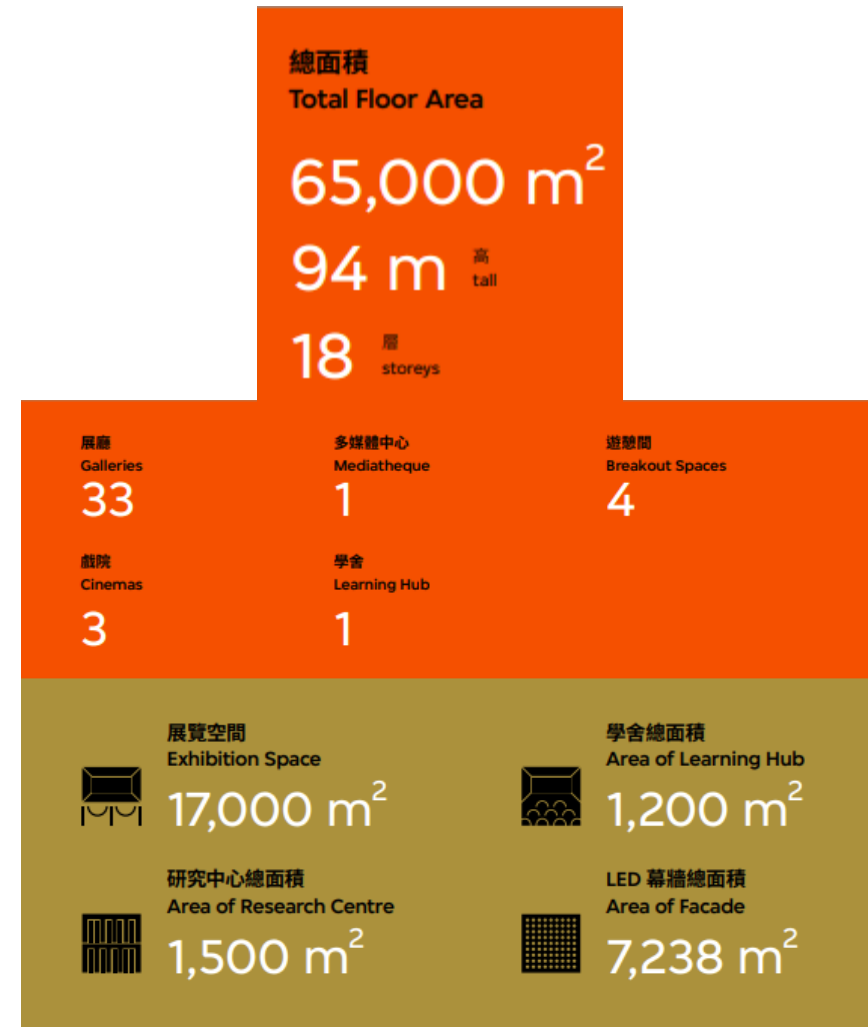 總面積
Total Floor Area
65,000 m²
94 m 高
tall
18 層
storeys
展廳
Galleries
33
多媒體中心
Mediatheque
1
遊憩間
Breakout Spaces
4
戲院
Cinemas
3
學舍
Learning Hub
1
展覽空間
Exhibition Space
17,000 m²
學舍總面積
Area of Learning Hub
1,200 m²
研究中心總面積
Area of Research Centre
1,500 m²
LED 幕牆總面積
Area of Facade
7,238 m²